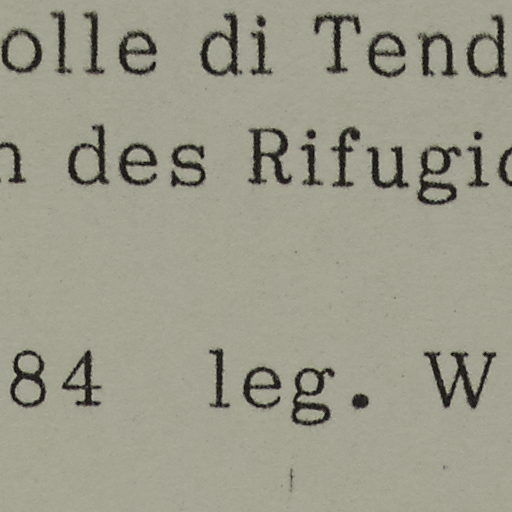 olle di Tend
n des Rifugio
84 leg. W